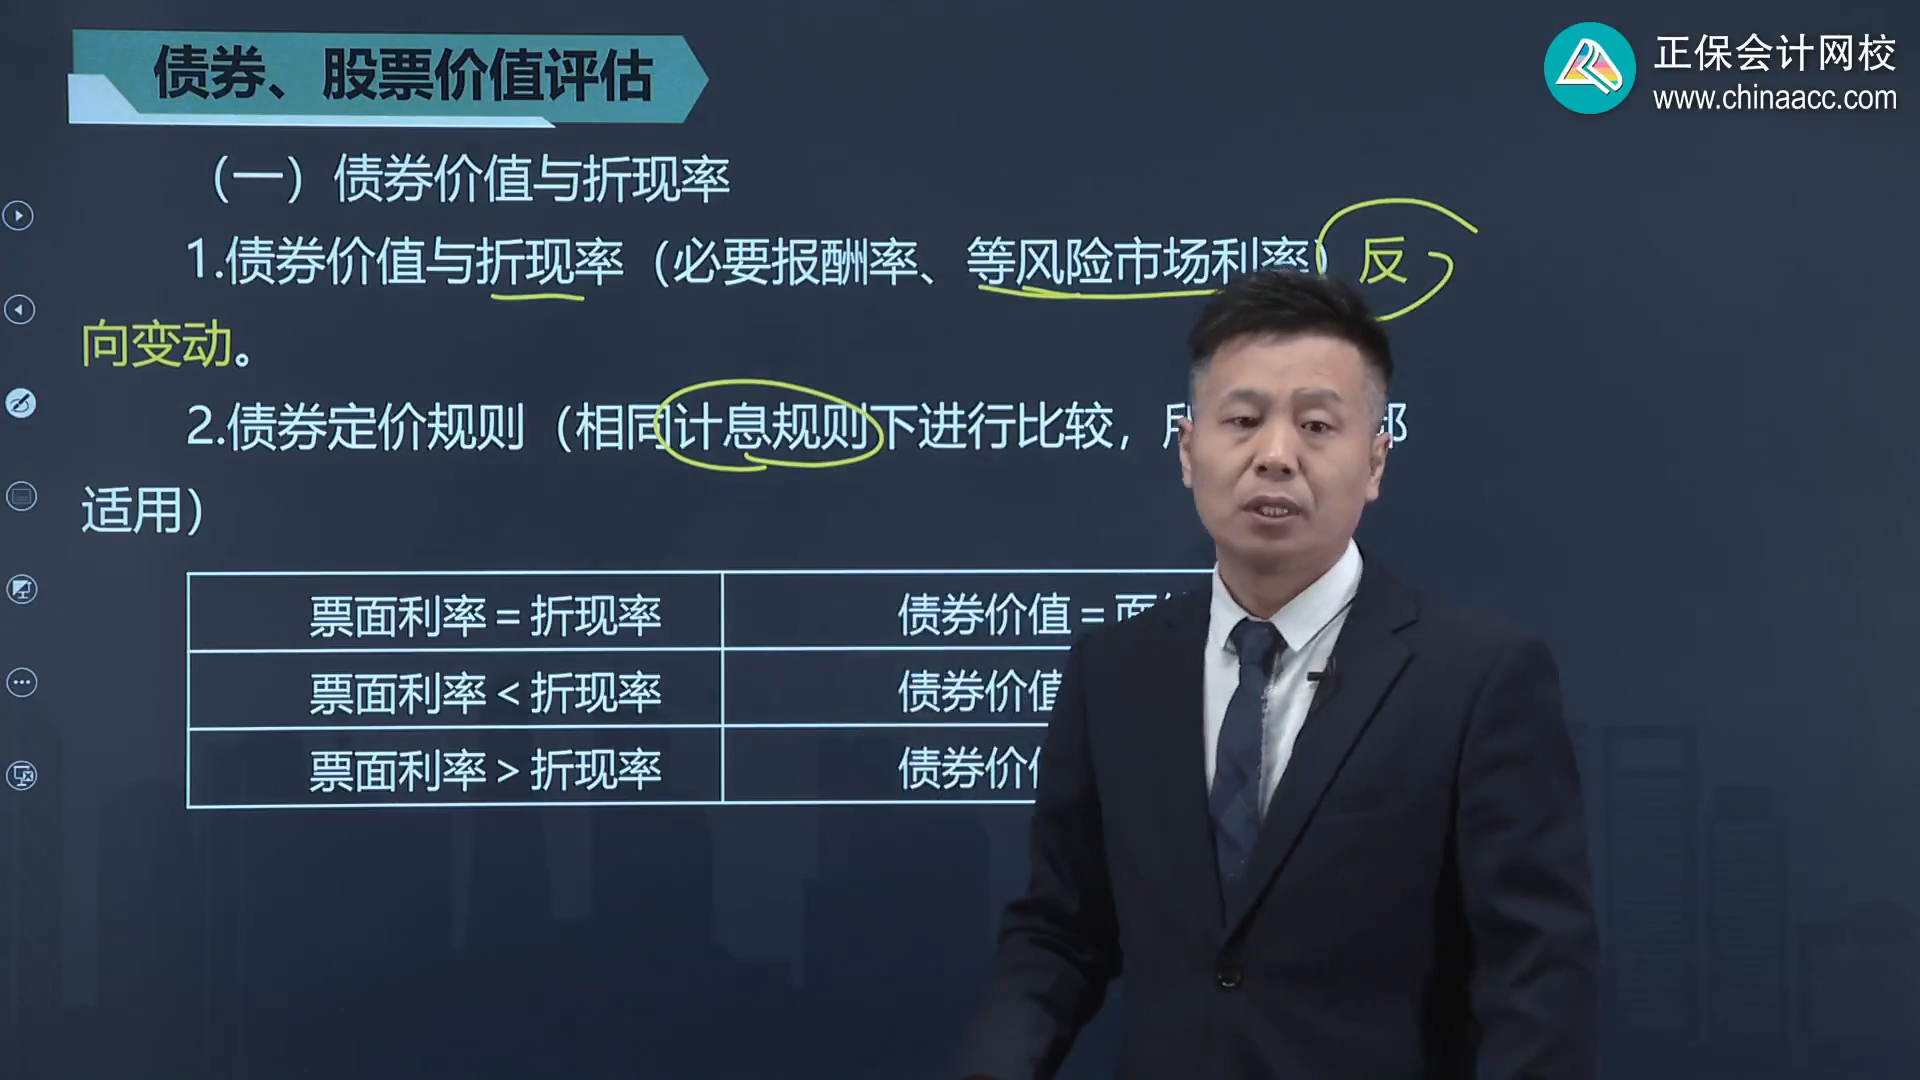 债券、股票价值评估
正保会计网校
www.chinaacc.com
（一）债券价值与折现率
1.债券价值与折现率（必要报酬率、等风险市场利率）反
向变动。
2.债券定价规则（相同计息规则下进行比较，
适用）
票面利率＝折现率 债券价值＝
票面利率＜折现率 债券价值
票面利率＞折现率 债券价